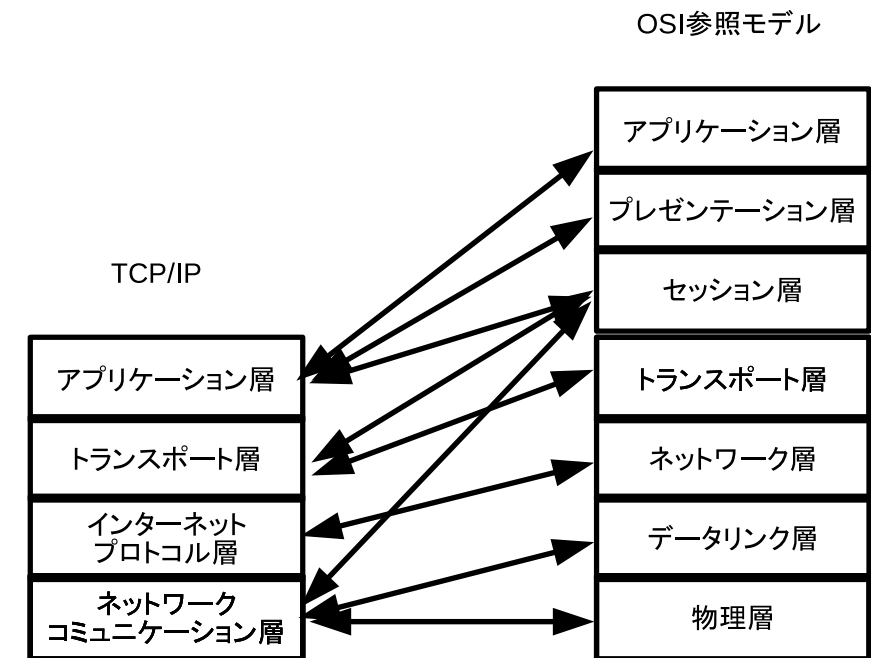 OSI参照モデル
アプリケーション層
プレゼンテーション層
セッション層
トランスポート層
ネットワーク層
データリンク層
物理層
TCP/IP
アプリケーション層
トランスポート層
インターネット
プロトコル層
ネットワーク
コミュニケーション層